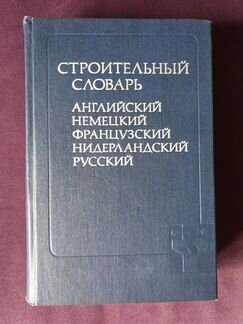 СТРОИТЕЛЬНЫЙ
СЛОВАРЬ
АНГЛИЙСКИЙ
НЕМЕЦКИЙ
ФРАНЦУЗСКИЙ
НИДЕРЛАНДСКИЙ
РУССКИЙ